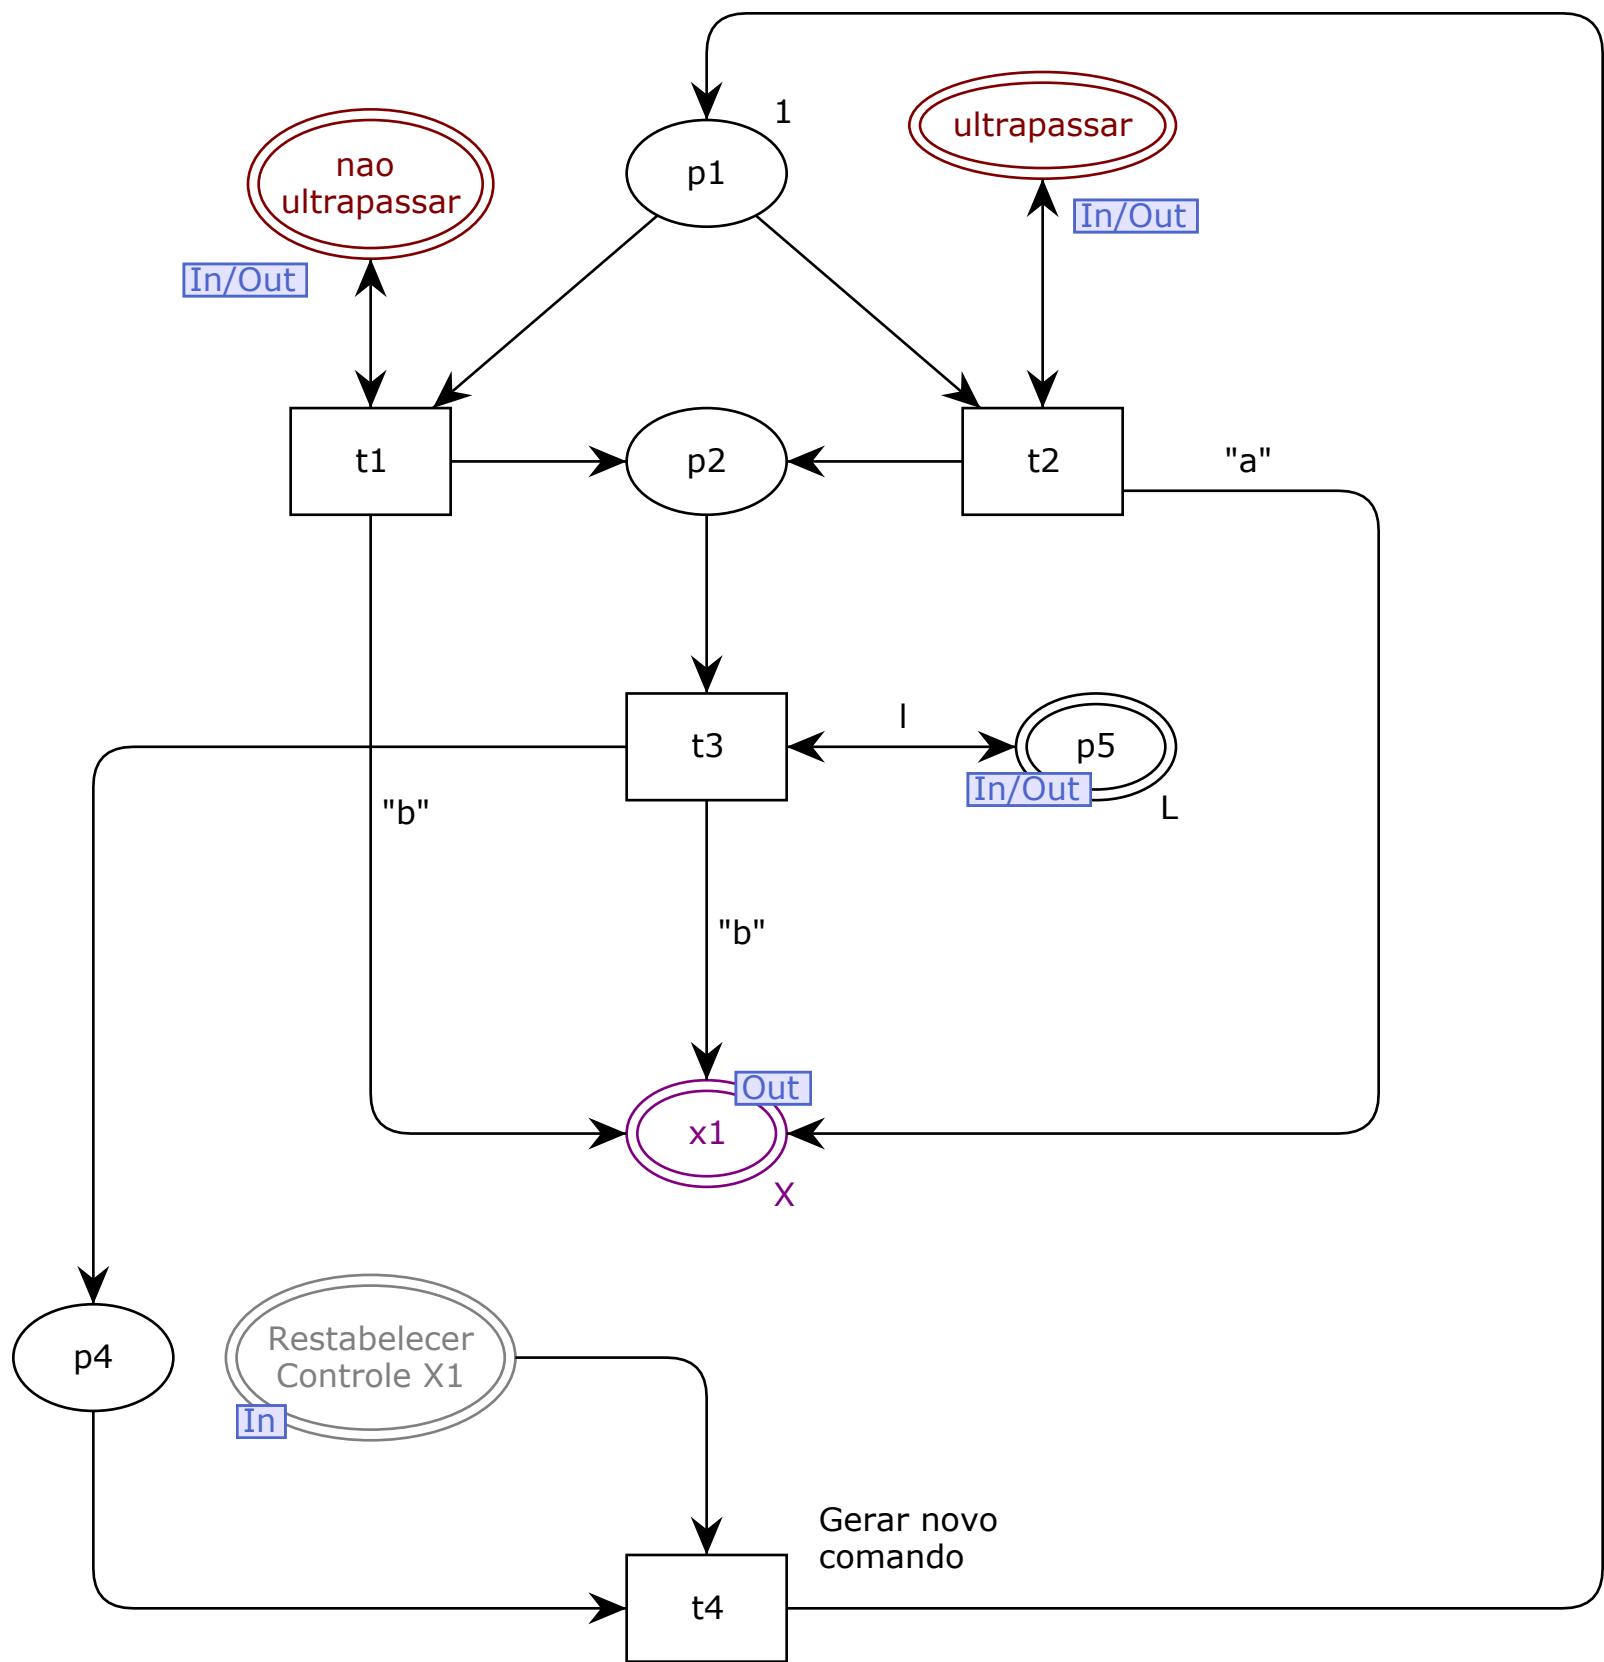 1
ultrapassar
nao
ultrapassar
p1
In/Out
In/Out
t1
p2
t2
"a"
l
t3
p5
In/Out
L
"b"
"b"
Out
x1
X
Restabelecer
Controle X1
p4
In
Gerar novo
comando
t4